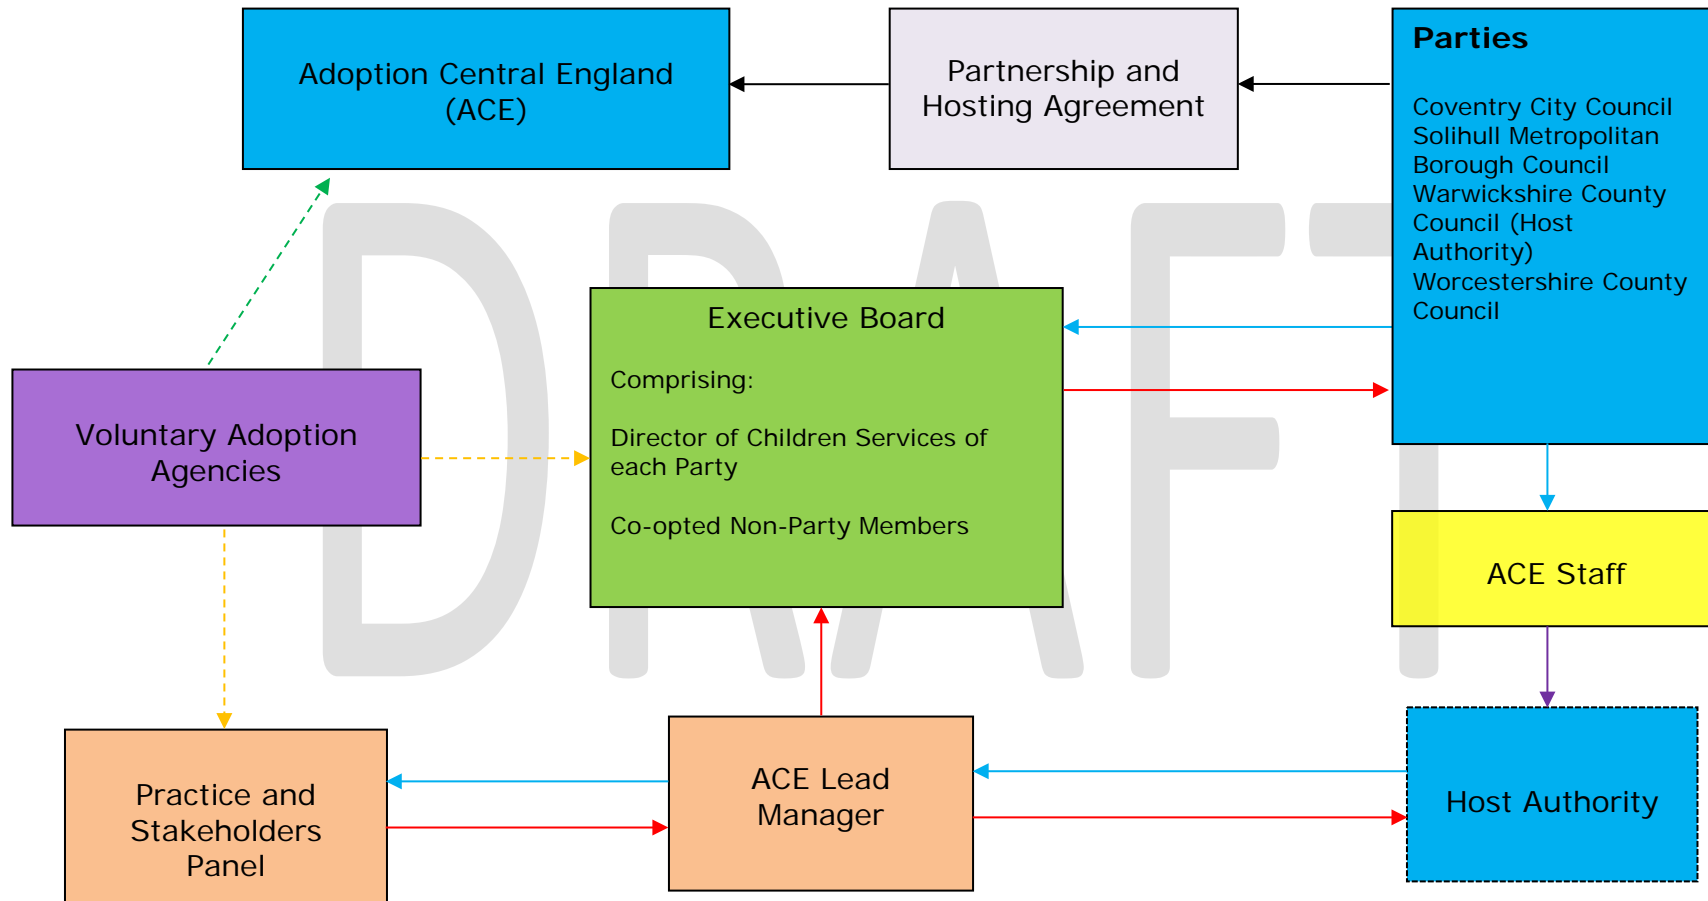 Adoption Central England
(ACE)
Partnership and
Hosting Agreement
Parties
Coventry City Council
Solihull Metropolitan
Borough Council
Warwickshire County
Council (Host
Authority)
Worcestershire County
Council
DRAFT
Executive Board
Comprising:
Director of Children Services of
each Party
Co-opted Non-Party Members
Voluntary Adoption
Agencies
ACE Staff
Practice and
Stakeholders
Panel
ACE Lead
Manager
Host Authority